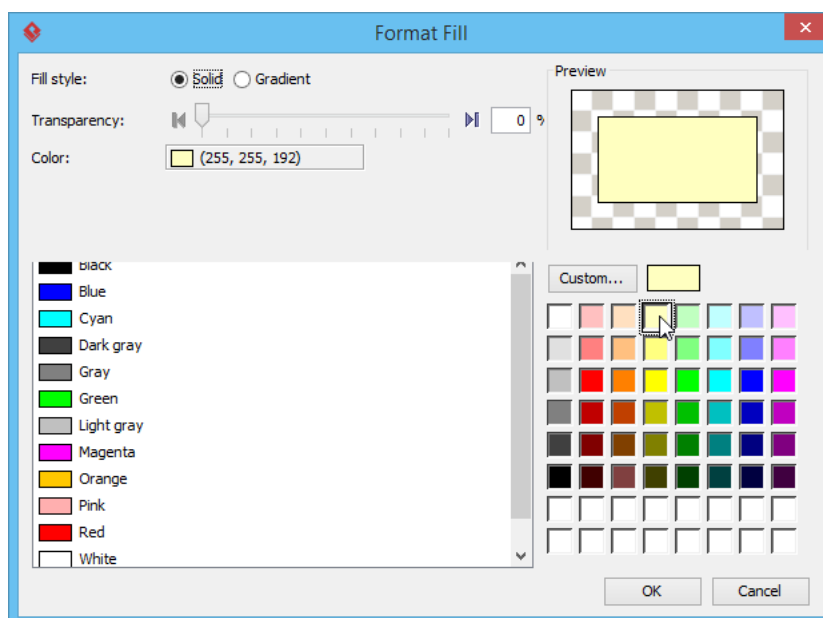 Format Fill
Fill style:
Solid
Gradient
Preview
Transparency:
0 %
Color:
(255, 255, 192)
Custom...
Black
Blue
Cyan
Dark gray
Gray
Green
Light gray
Magenta
Orange
Pink
Red
White
OK
Cancel